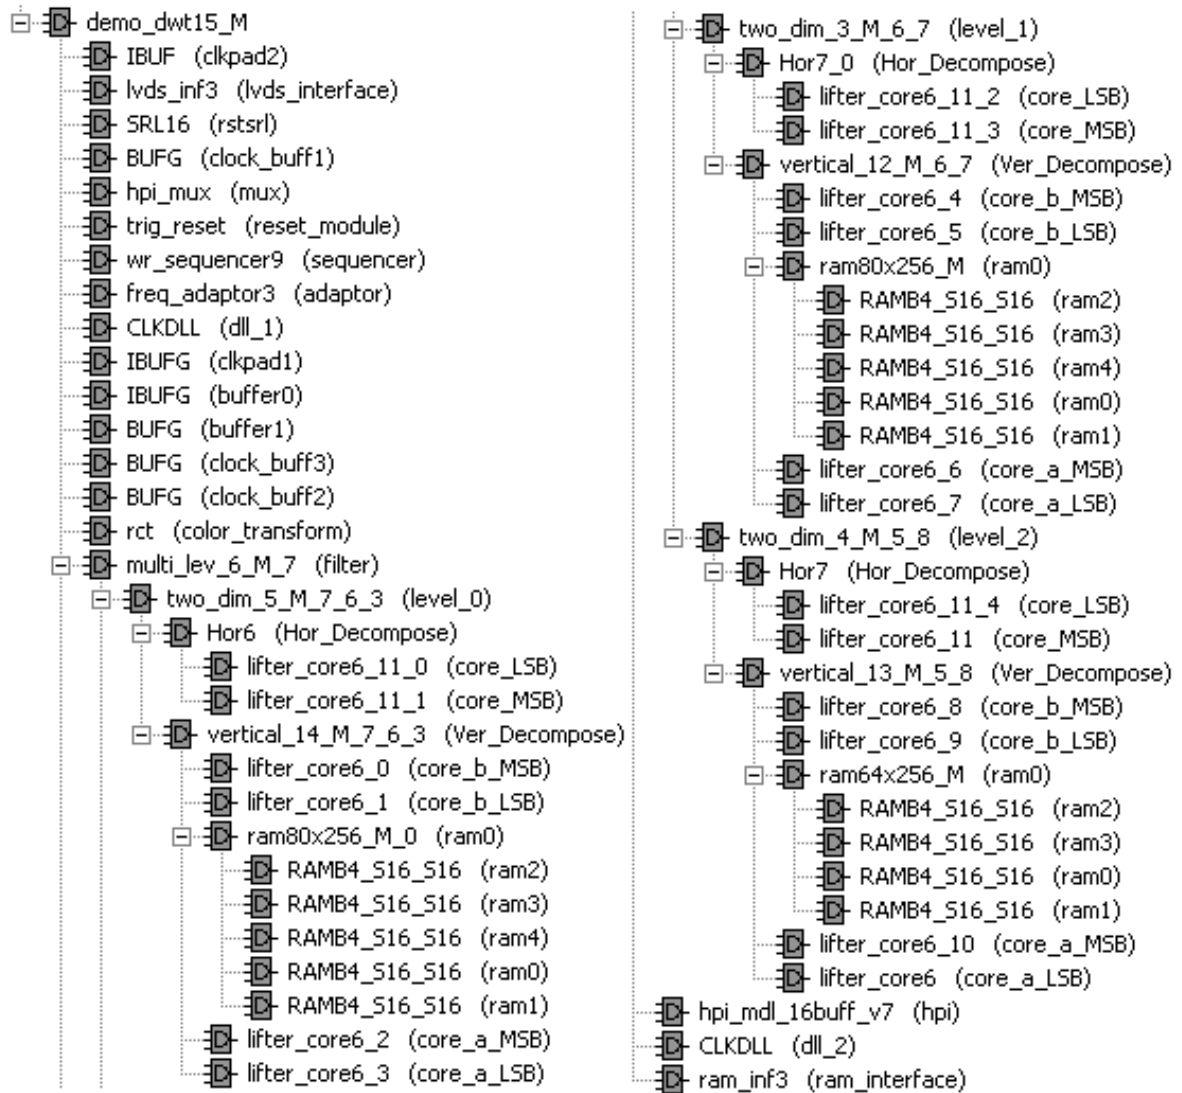 demo_dwt15_M
IBUF (clkpad2)
lvds_inf3 (lvds_interface)
SRL16 (rstsrl)
BUFG (clock_buff1)
hpi_mux (mux)
trig_reset (reset_module)
wr_sequencer9 (sequencer)
freq_adaptor3 (adaptor)
CLKDLL (dll_1)
IBUFG (clkpad1)
IBUFG (buffer0)
BUFG (buffer1)
BUFG (clock_buff3)
BUFG (clock_buff2)
rct (color_transform)
multi_lev_6_M_7 (filter)
two_dim_5_M_7_6_3 (level_0)
Hor6 (Hor_Decompose)
lifter_core6_11_0 (core_LSB)
lifter_core6_11_1 (core_MSB)
vertical_14_M_7_6_3 (Ver_Decompose)
lifter_core6_0 (core_b_MSB)
lifter_core6_1 (core_b_LSB)
ram80x256_M_0 (ram0)
RAMB4_S16_S16 (ram2)
RAMB4_S16_S16 (ram3)
RAMB4_S16_S16 (ram4)
RAMB4_S16_S16 (ram0)
RAMB4_S16_S16 (ram1)
lifter_core6_2 (core_a_MSB)
lifter_core6_3 (core_a_LSB)
two_dim_3_M_6_7 (level_1)
Hor7_0 (Hor_Decompose)
lifter_core6_11_2 (core_LSB)
lifter_core6_11_3 (core_MSB)
vertical_12_M_6_7 (Ver_Decompose)
lifter_core6_4 (core_b_MSB)
lifter_core6_5 (core_b_LSB)
ram80x256_M (ram0)
RAMB4_S16_S16 (ram2)
RAMB4_S16_S16 (ram3)
RAMB4_S16_S16 (ram4)
RAMB4_S16_S16 (ram0)
RAMB4_S16_S16 (ram1)
lifter_core6_6 (core_a_MSB)
lifter_core6_7 (core_a_LSB)
two_dim_4_M_5_8 (level_2)
Hor7 (Hor_Decompose)
lifter_core6_11_4 (core_LSB)
lifter_core6_11 (core_MSB)
vertical_13_M_5_8 (Ver_Decompose)
lifter_core6_8 (core_b_MSB)
lifter_core6_9 (core_b_LSB)
ram64x256_M (ram0)
RAMB4_S16_S16 (ram2)
RAMB4_S16_S16 (ram3)
RAMB4_S16_S16 (ram0)
RAMB4_S16_S16 (ram1)
lifter_core6_10 (core_a_MSB)
lifter_core6 (core_a_LSB)
hpi_mdl_16buff_v7 (hpi)
CLKDLL (dll_2)
ram_inf3 (ram_interface)